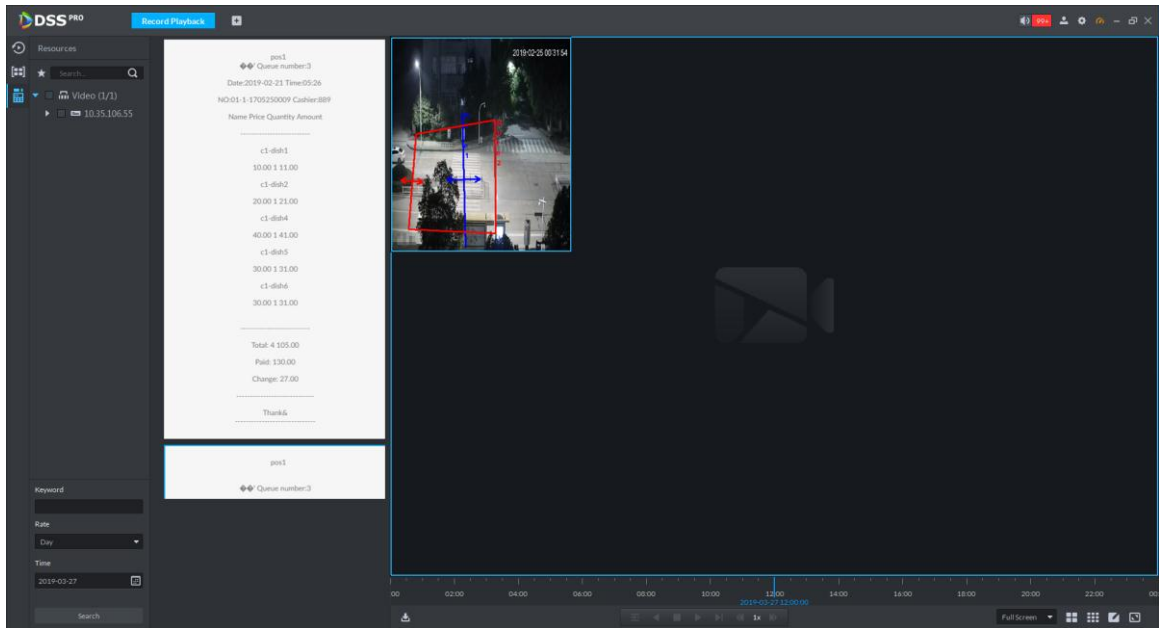 DSS PRO
Record Playback
99+
Resources
Search...
Video (1/1)
10.35.106.55
pos1
��' Queue number:3
Date:2019-02-21 Time:05:26
NO:01-1-1705250009 Cashier:889
Name Price Quantity Amount
------------------------
c1-dish1
10.00 1 11.00
c1-dish2
20.00 1 21.00
c1-dish4
40.00 1 41.00
c1-dish5
30.00 1 31.00
c1-dish6
30.00 1 31.00
------------------------
Total: 4 105.00
Paid: 130.00
Change: 27.00
---------------------------
Thank&
----------------------------
pos1
��' Queue number:3
2019-02-25 00:31:54
1
2
Keyword
Rate
Day
Time
2019-03-27
Search
00 02:00 04:00 06:00 08:00 10:00 12:00 14:00 16:00 18:00 20:00 22:00 00
2019-03-27 12:00:00
1x
Full Screen